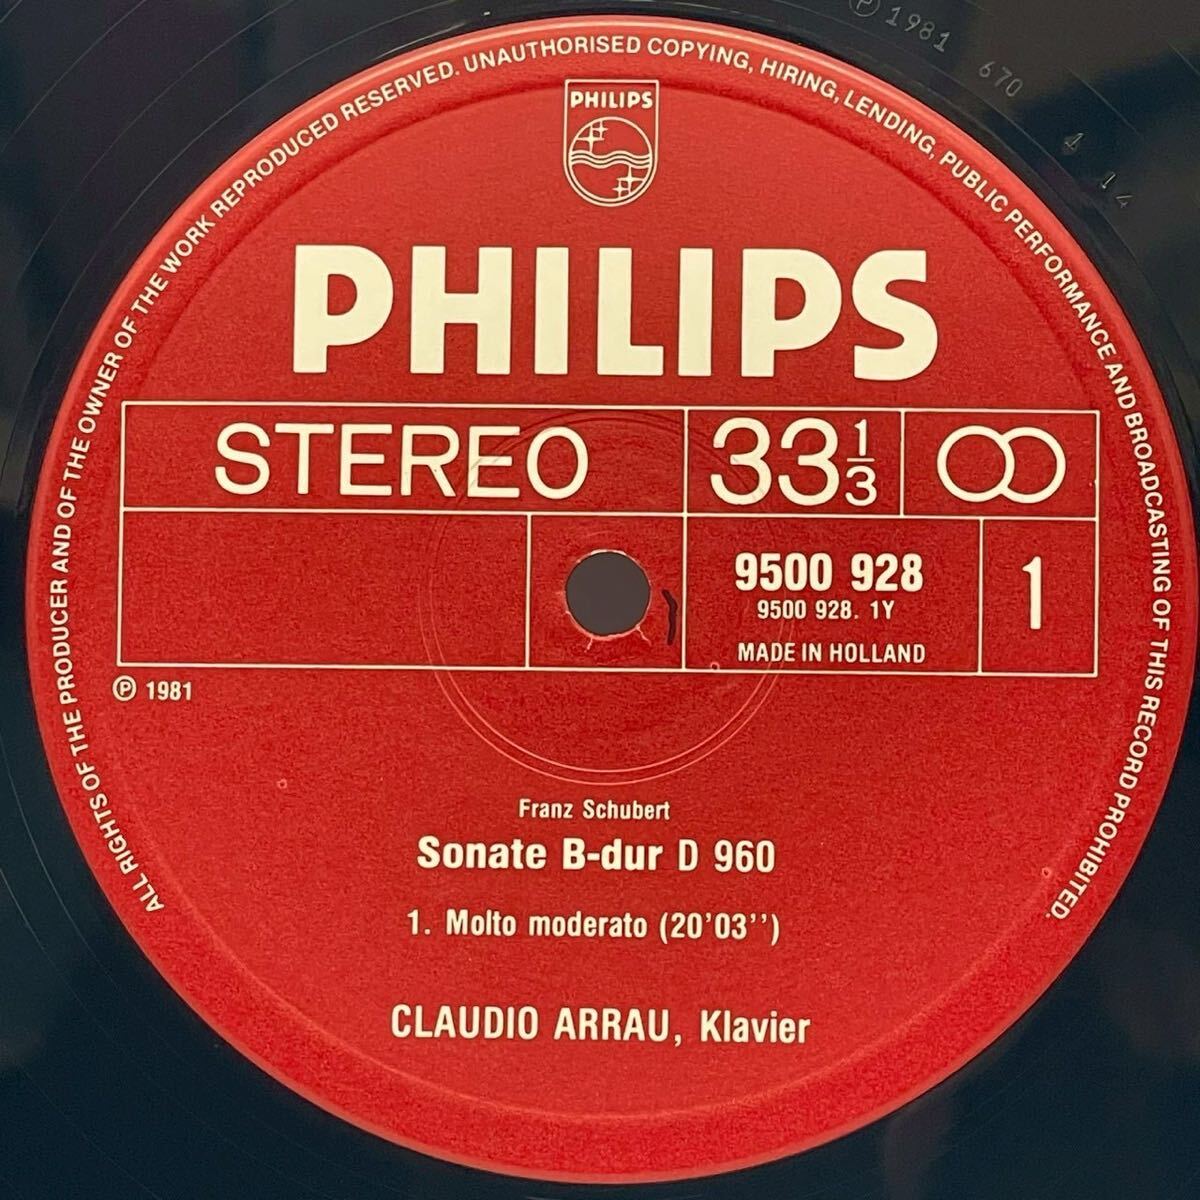 ALL RIGHTS OF THE PRODUCER AND OF THE OWNER OF THE WORK REPRODUCED RESERVED. UNAUTHORISED COPYING, HIRING, LENDING, PUBLIC PERFORMANCE AND BROADCASTING OF THIS RECORD PROHIBITED.
℗ 1981 670 4 14
PHILIPS
PHILIPS
STEREO
33 1/3
9500 928
9500 928. 1Y
MADE IN HOLLAND
1
℗ 1981
Franz Schubert
Sonate B-dur D 960
1. Molto moderato (20'03'')
CLAUDIO ARRAU, Klavier